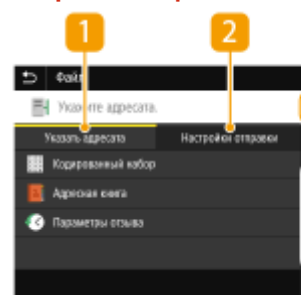 1 2
Файл
Укажите адресата.
Указать адресата Настройки отправки
Кодированный набор
Адресная книга
Параметры отзыва